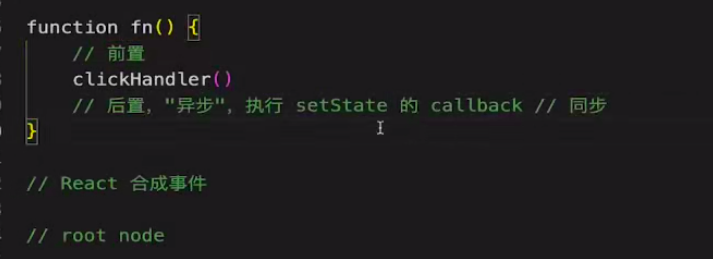 function fn() {
// 前置
clickHandler()
// 后置，"异步"，执行 setState 的 callback // 同步
}
// React 合成事件
// root node